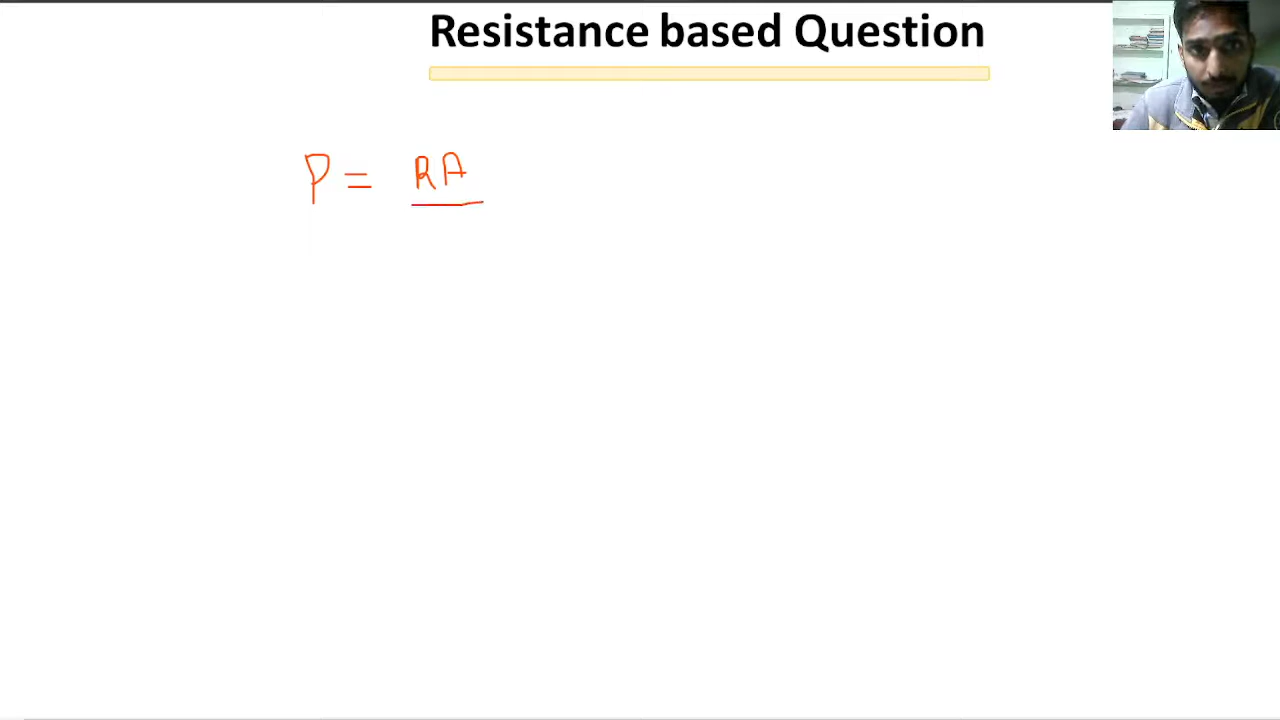 Resistance based Question
P = RA